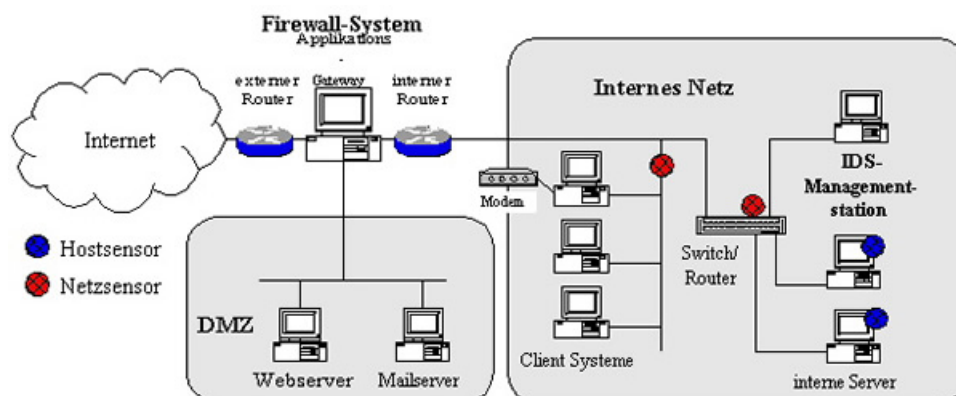 Firewall-System
Applikations
-
Gateway
externer
Router
interner
Router
Internet
Internes Netz
Modem
IDS-
Management-
station
Switch/
Router
Hostsensor
Netzsensor
DMZ
Webserver
Mailserver
Client Systeme
interne Server